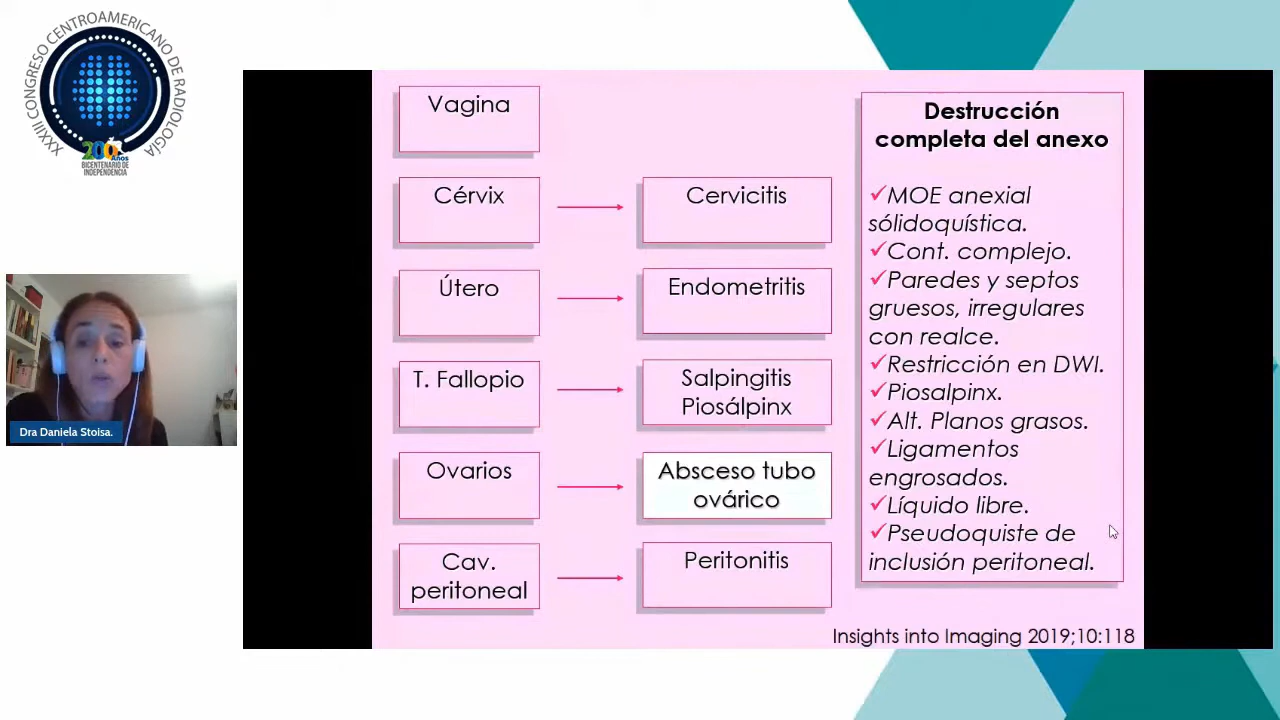 XXXIII CONGRESO CENTROAMERICANO DE RADIOLOGÍA
200 Años
BICENTENARIO DE
INDEPENDENCIA
Dra Daniela Stoisa.
Vagina
Cérvix
Cervicitis
Útero
Endometritis
T. Fallopio
Salpingitis
Piosálpinx
Ovarios
Absceso tubo
ovárico
Cav.
peritoneal
Peritonitis
Destrucción
completa del anexo
✓MOE anexial
sólidoquística.
✓Cont. complejo.
✓Paredes y septos
gruesos, irregulares
con realce.
✓Restricción en DWI.
✓Piosalpinx.
✓Alt. Planos grasos.
✓Ligamentos
engrosados.
✓Líquido libre.
✓Pseudoquiste de
inclusión peritoneal.
Insights into Imaging 2019;10:118